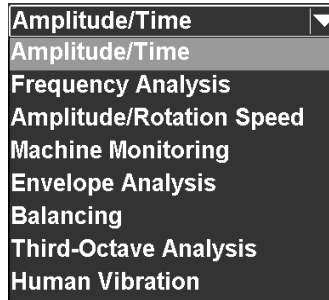 Amplitude/Time
Amplitude/Time
Frequency Analysis
Amplitude/Rotation Speed
Machine Monitoring
Envelope Analysis
Balancing
Third-Octave Analysis
Human Vibration